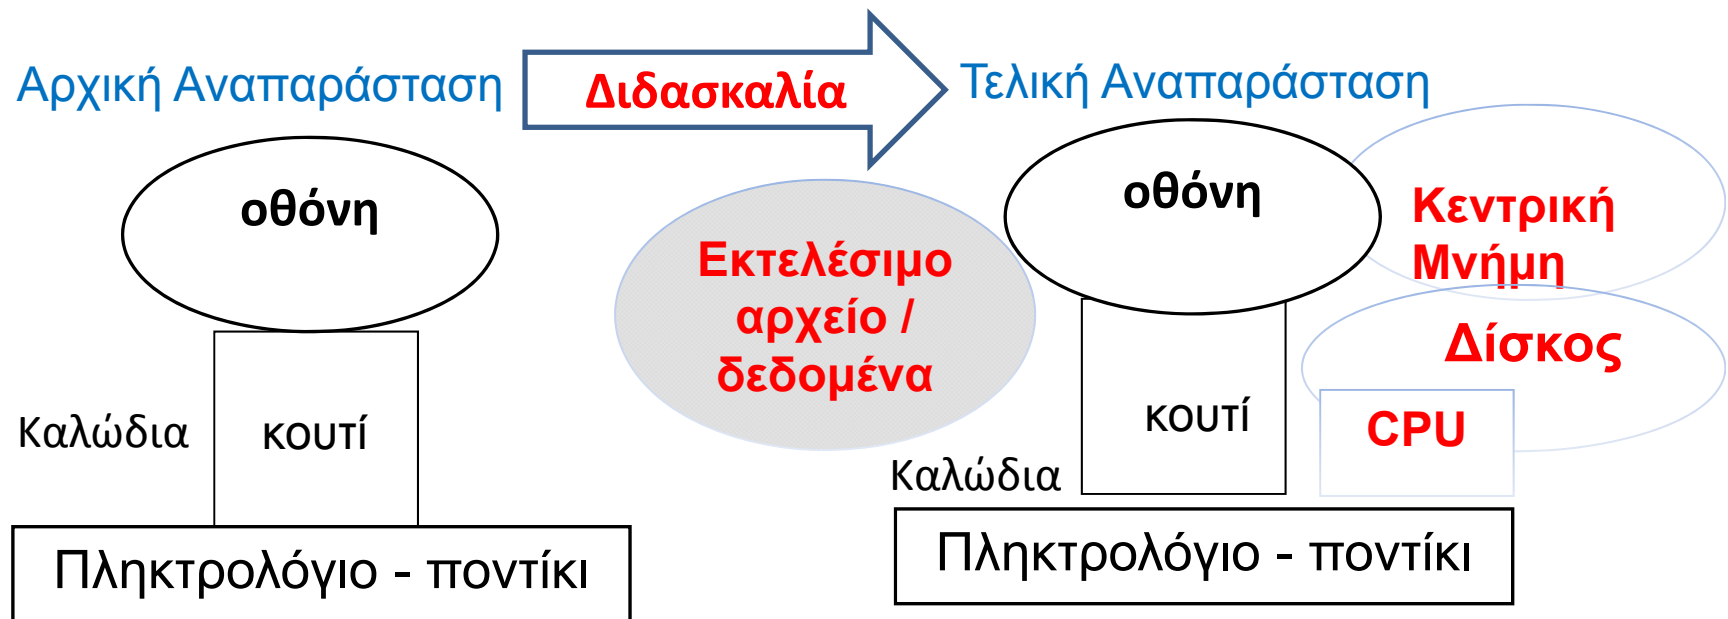 Αρχική Αναπαράσταση
Διδασκαλία
Τελική Αναπαράσταση
οθόνη
Καλώδια
κουτί
Πληκτρολόγιο - ποντίκι
Εκτελέσιμο
αρχείο /
δεδομένα
οθόνη
κουτί
Καλώδια
Πληκτρολόγιο - ποντίκι
Κεντρική
Μνήμη
Δίσκος
CPU